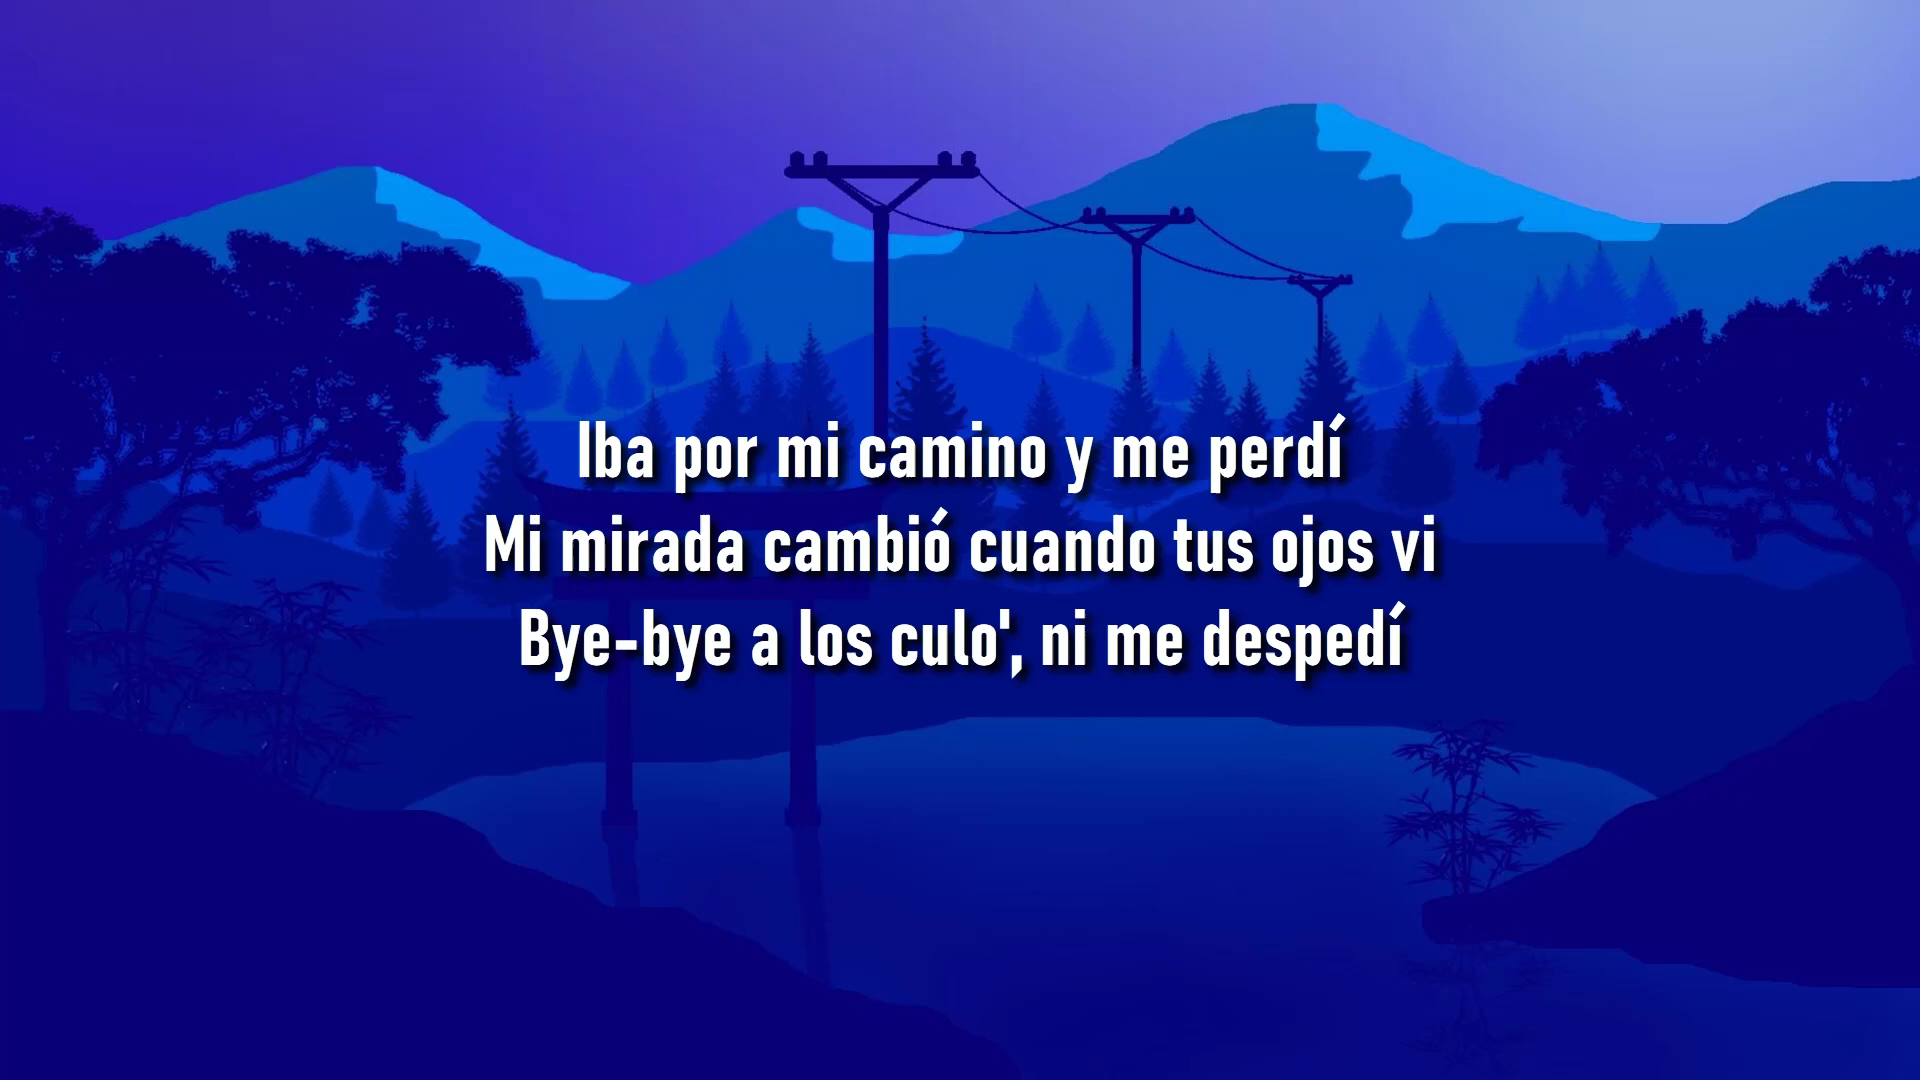 Iba por mi camino y me perdí
Mi mirada cambió cuando tus ojos vi
Bye-bye a los culo', ni me despedí